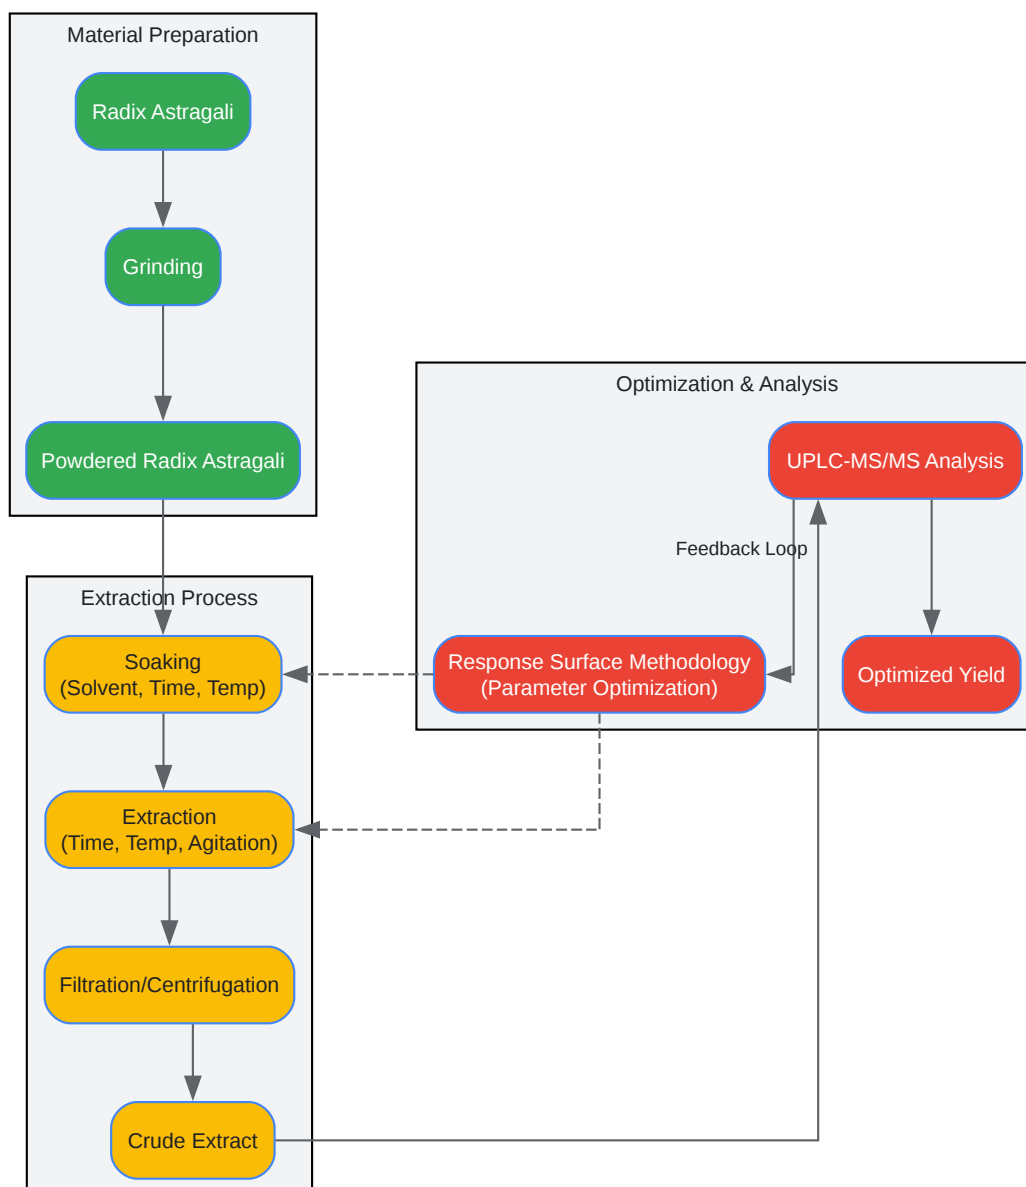 Material Preparation
Radix Astragali
Grinding
Powdered Radix Astragali
Optimization & Analysis
UPLC-MS/MS Analysis
Feedback Loop
Response Surface Methodology
(Parameter Optimization)
Optimized Yield
Extraction Process
Soaking
(Solvent, Time, Temp)
Extraction
(Time, Temp, Agitation)
Filtration/Centrifugation
Crude Extract